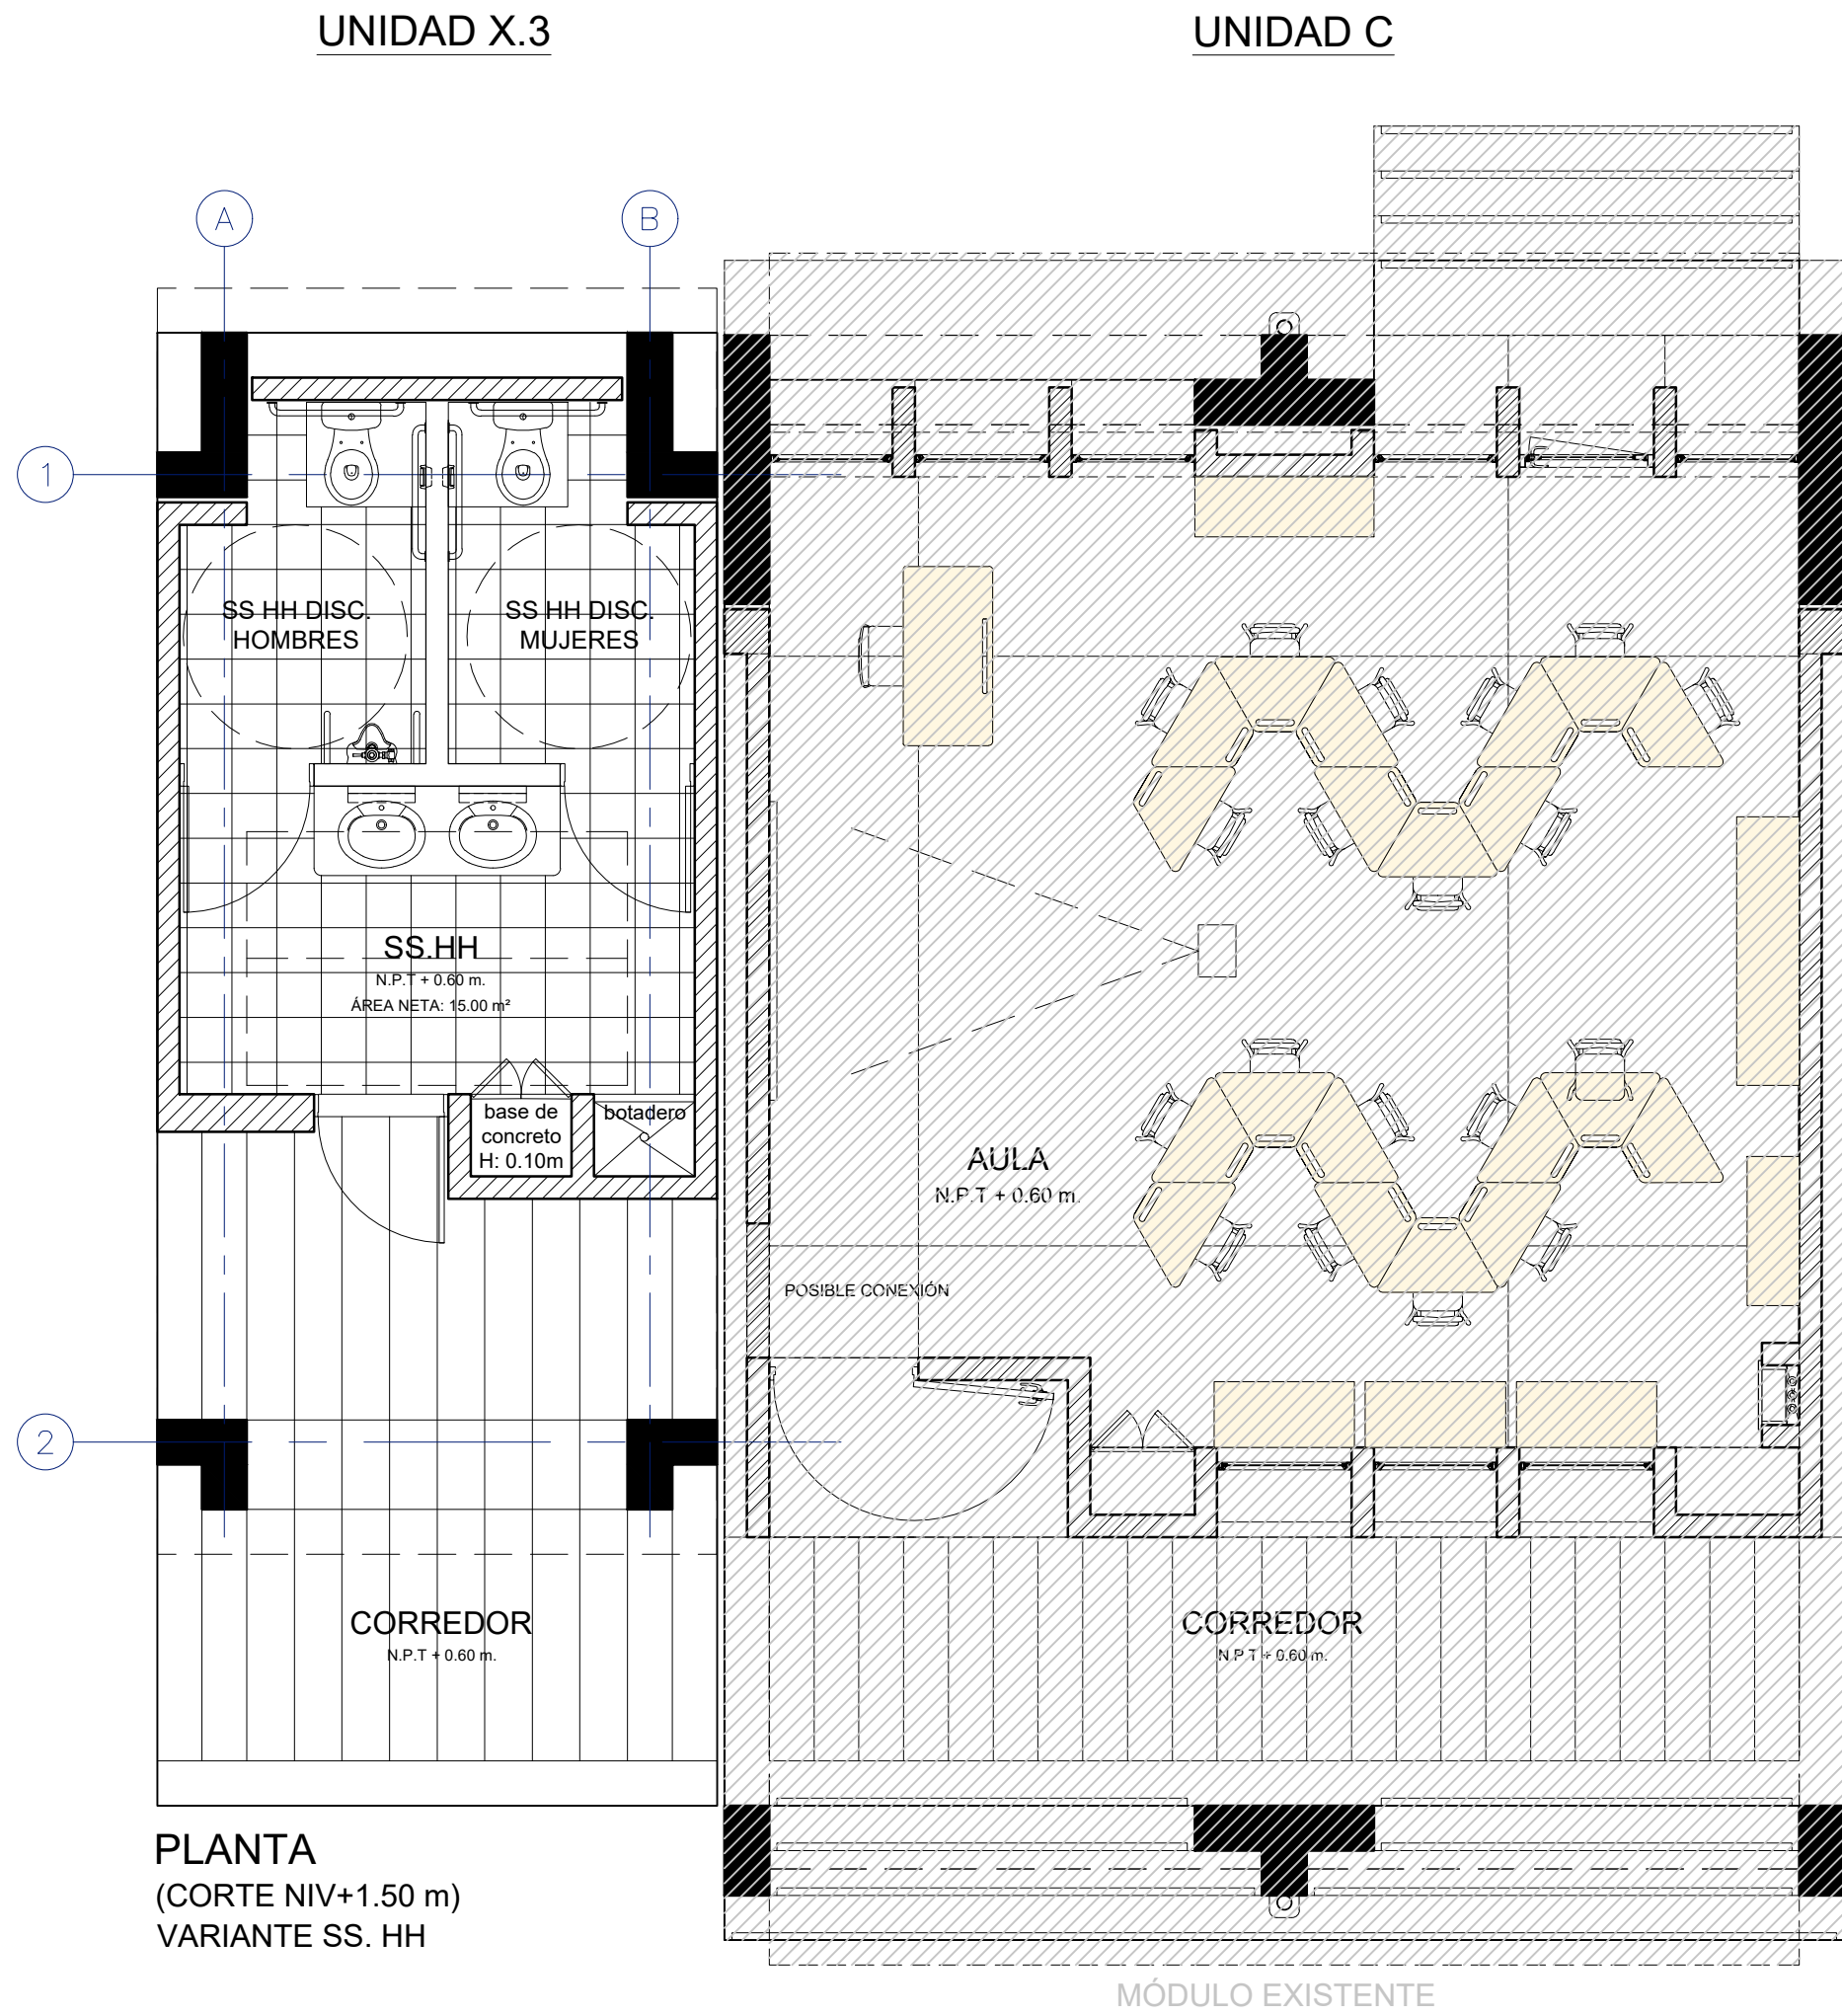 UNIDAD X.3
UNIDAD C
A
B
1
SS HH DISC.
HOMBRES
SS HH DISC.
MUJERES
SS.HH
N.P.T + 0.60 m.
ÁREA NETA: 15.00 m²
base de
concreto
H: 0.10m
botadero
AULA
N.P.T + 0.60 m.
POSIBLE CONEXIÓN
2
CORREDOR
N.P.T + 0.60 m.
CORREDOR
N.P.T + 0.60 m.
PLANTA
(CORTE NIV+1.50 m)
VARIANTE SS. HH
MÓDULO EXISTENTE